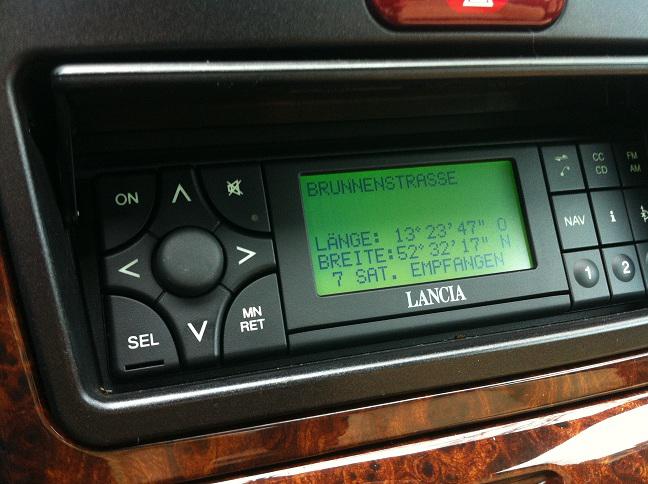 ON
SEL
MN
RET
BRUNNENSTRASSE
LÄNGE: 13°23'47" O
BREITE:52°32'17" N
7 SAT. EMPFANGEN
LANCIA
CC
CD
FM
AM
NAV
i
1
2